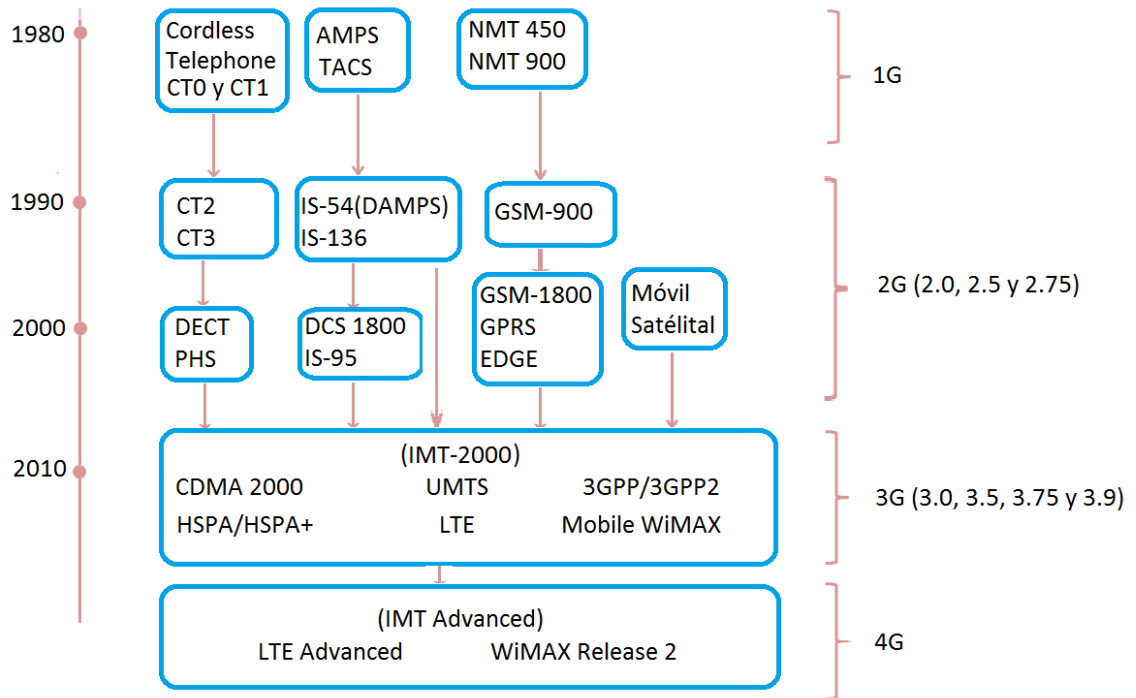 1980
Cordless
Telephone
CT0 y CT1
AMPS
TACS
NMT 450
NMT 900
1G
1990
CT2
CT3
IS-54(DAMPS)
IS-136
GSM-900
2G (2.0, 2.5 y 2.75)
2000
DECT
PHS
DCS 1800
IS-95
GSM-1800
GPRS
EDGE
Móvil
Satélital
2010
(IMT-2000)
CDMA 2000 UMTS 3GPP/3GPP2
HSPA/HSPA+ LTE Mobile WiMAX
3G (3.0, 3.5, 3.75 y 3.9)
(IMT Advanced)
LTE Advanced WiMAX Release 2
4G